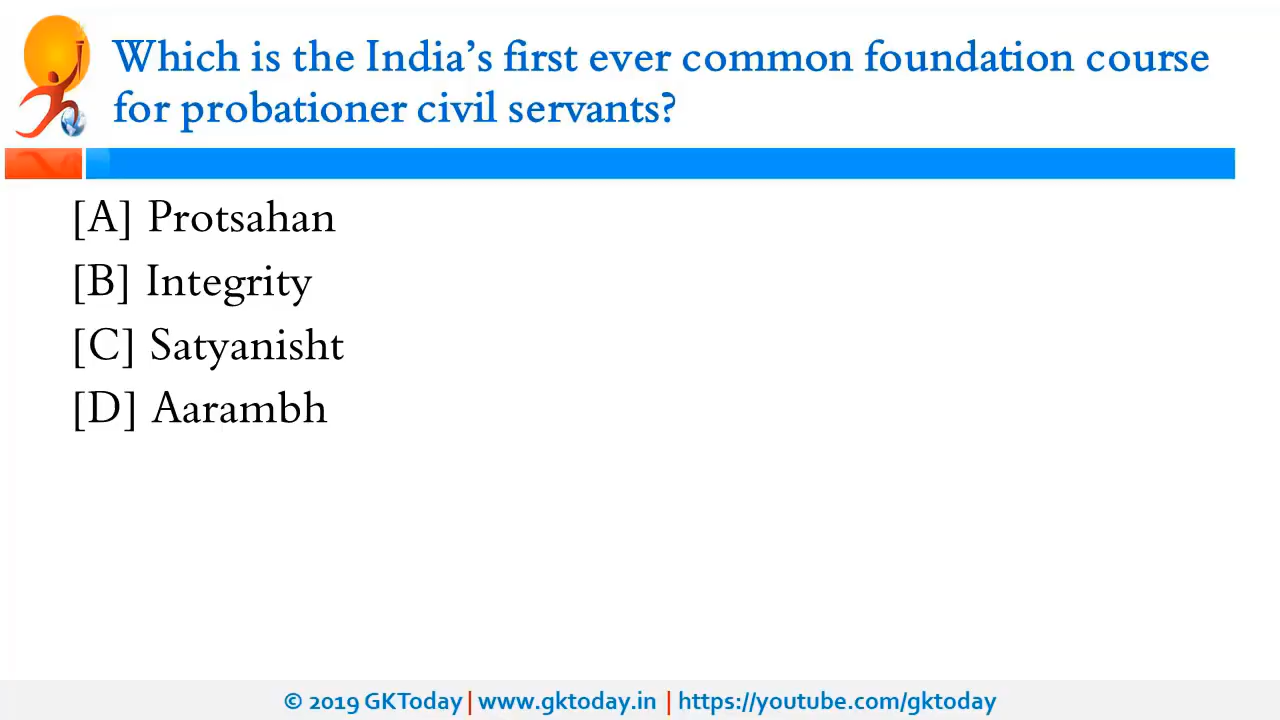 Which is the India's first ever common foundation course
for probationer civil servants?
[A] Protsahan
[B] Integrity
[C] Satyanisht
[D] Aarambh
© 2019 GKToday | www.gktoday.in | https://youtube.com/gktoday